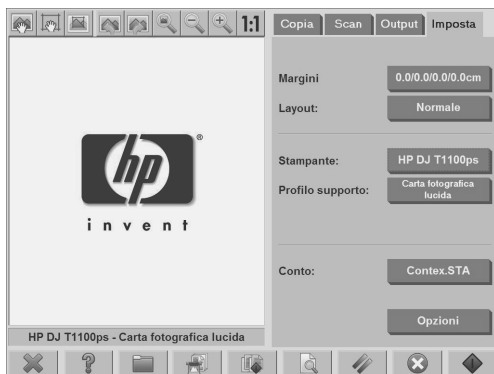 1:1
Copia Scan Output Imposta
Margini 0.0/0.0/0.0/0.0cm
Layout: Normale
Stampante: HP DJ T1100ps
Profilo supporto: Carta fotografica
lucida
Conto: Contex.STA
Opzioni
hp®
invent
HP DJ T1100ps - Carta fotografica lucida